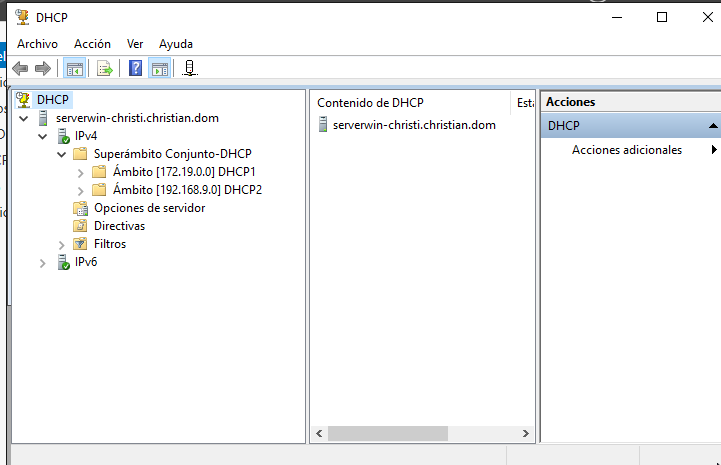 DHCP
Archivo Acción Ver Ayuda
DHCP
serverwin-christi.christian.dom
IPv4
Superámbito Conjunto-DHCP
Ámbito [172.19.0.0] DHCP1
Ámbito [192.168.9.0] DHCP2
Opciones de servidor
Directivas
Filtros
IPv6
Contenido de DHCP Esta
serverwin-christi.christian.dom
Acciones
DHCP
Acciones adicionales